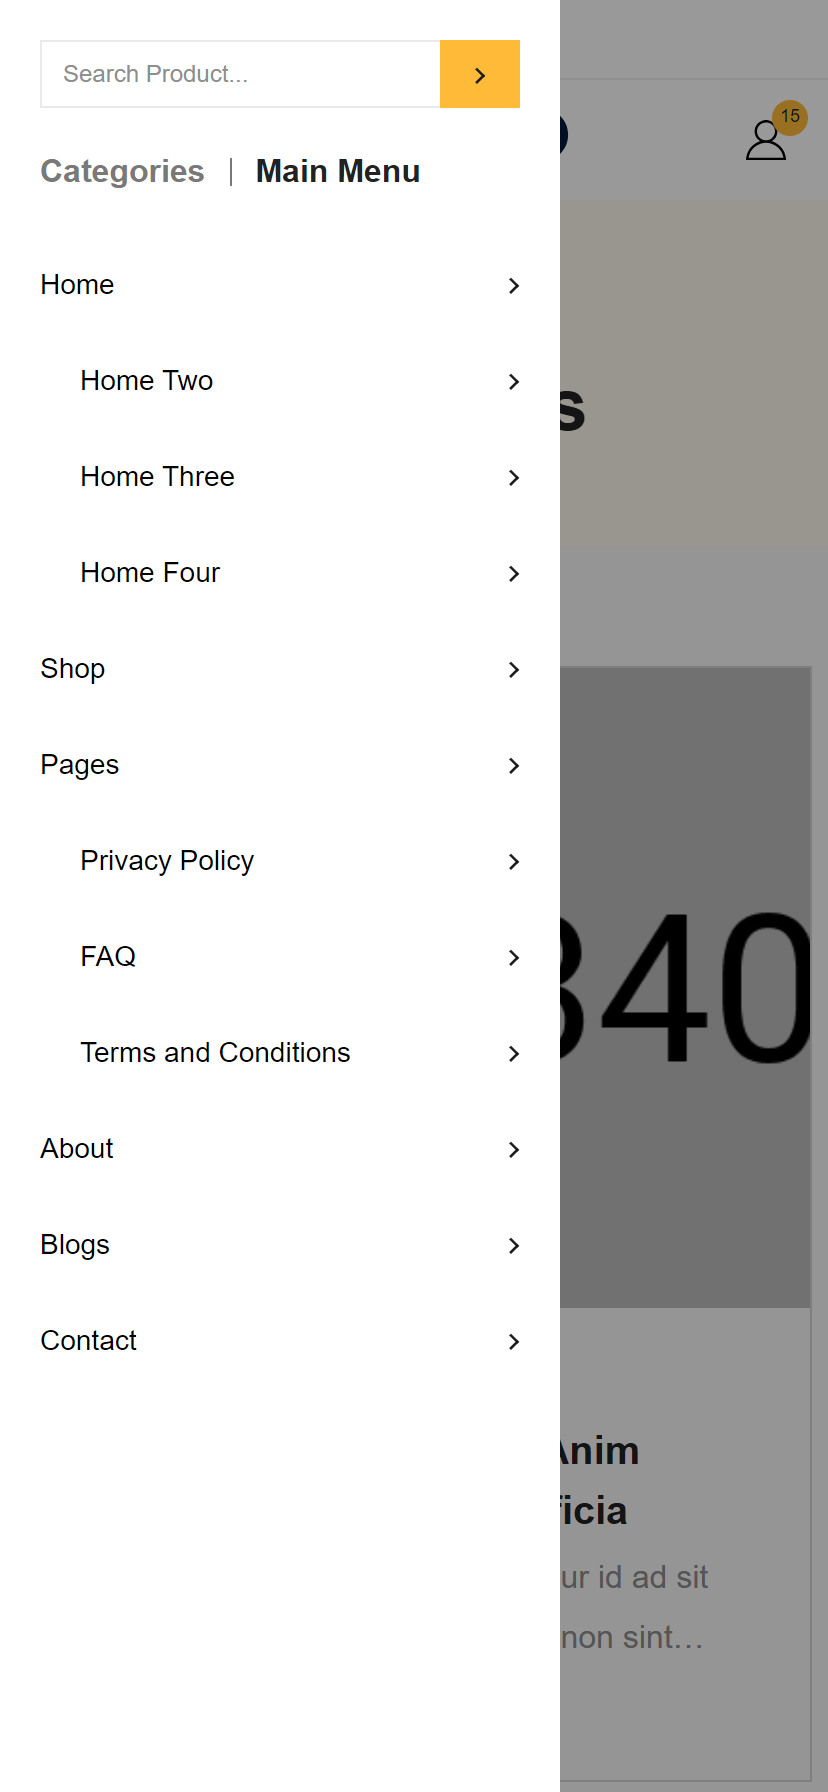 Search Product...
15
Categories | Main Menu
Home
Home Two
Home Three
Home Four
Shop
Pages
Privacy Policy
FAQ
Terms and Conditions
About
Blogs
Contact
s
340
Anim
ficia
ur id ad sit
non sint...